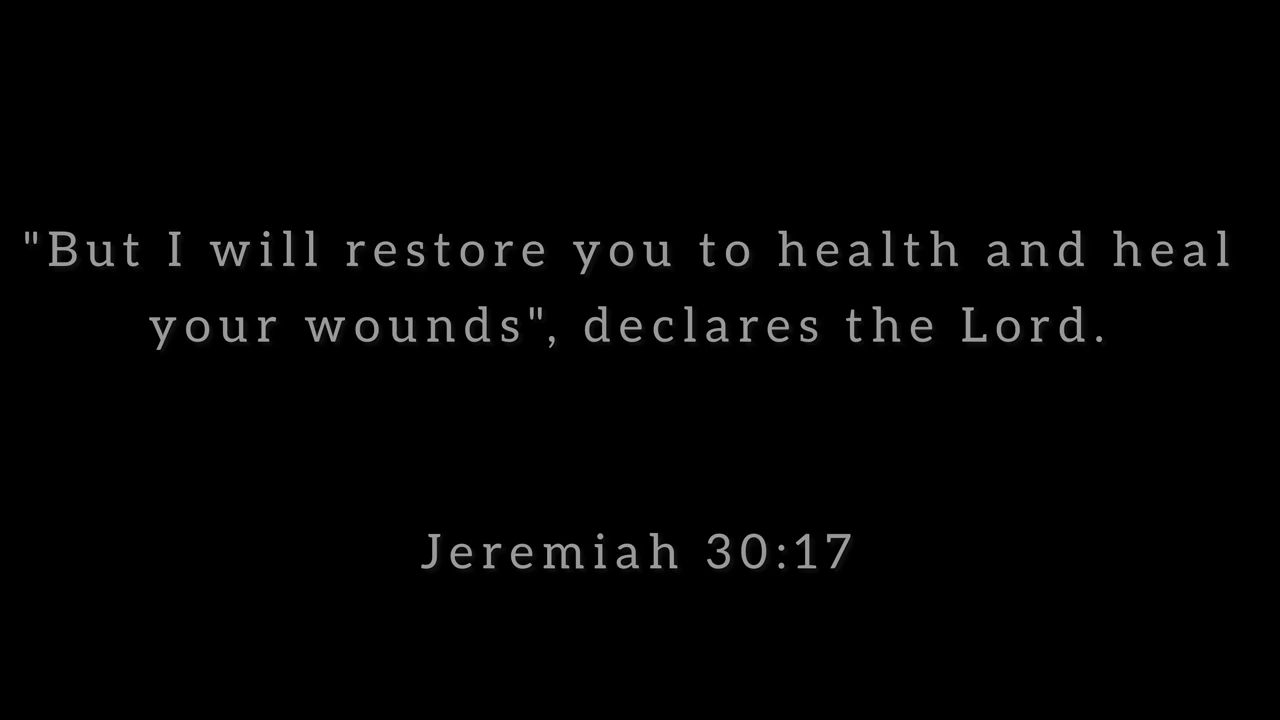 "But I will restore you to health and heal
your wounds", declares the Lord.
Jeremiah 30:17